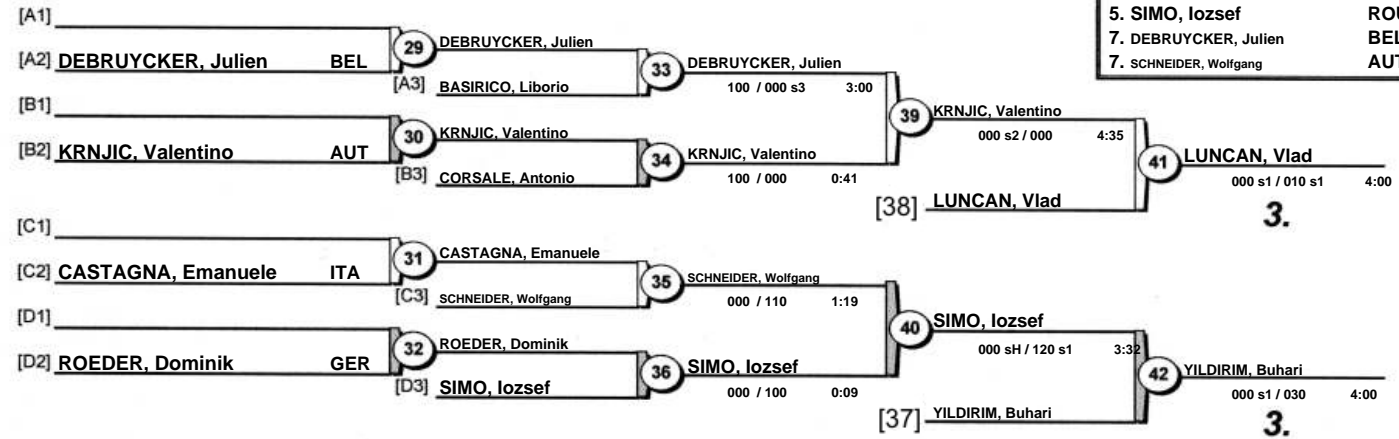 [A1]
[A2] DEBRUYCKER, Julien BEL
29
DEBRUYCKER, Julien
[A3] BASIRICO, Liborio
33
DEBRUYCKER, Julien
100 / 000 s3 3:00
[B1]
[B2] KRNJIC, Valentino AUT
30
KRNJIC, Valentino
[B3] CORSALE, Antonio
34
KRNJIC, Valentino
100 / 000 0:41
39
KRNJIC, Valentino
000 s2 / 000 4:35
[38] LUNCAN, Vlad
41
LUNCAN, Vlad
000 s1 / 010 s1 4:00
3.
[C1]
[C2] CASTAGNA, Emanuele ITA
31
CASTAGNA, Emanuele
[C3] SCHNEIDER, Wolfgang
35
SCHNEIDER, Wolfgang
000 / 110 1:19
[D1]
[D2] ROEDER, Dominik GER
32
ROEDER, Dominik
[D3] SIMO, Iozsef
36
SIMO, Iozsef
000 / 100 0:09
40
SIMO, Iozsef
000 sH / 120 s1 3:32
[37] YILDIRIM, Buhari
42
YILDIRIM, Buhari
000 s1 / 030 4:00
3.
5. SIMO, Iozsef
7. DEBRUYCKER, Julien BEL
7. SCHNEIDER, Wolfgang AUT